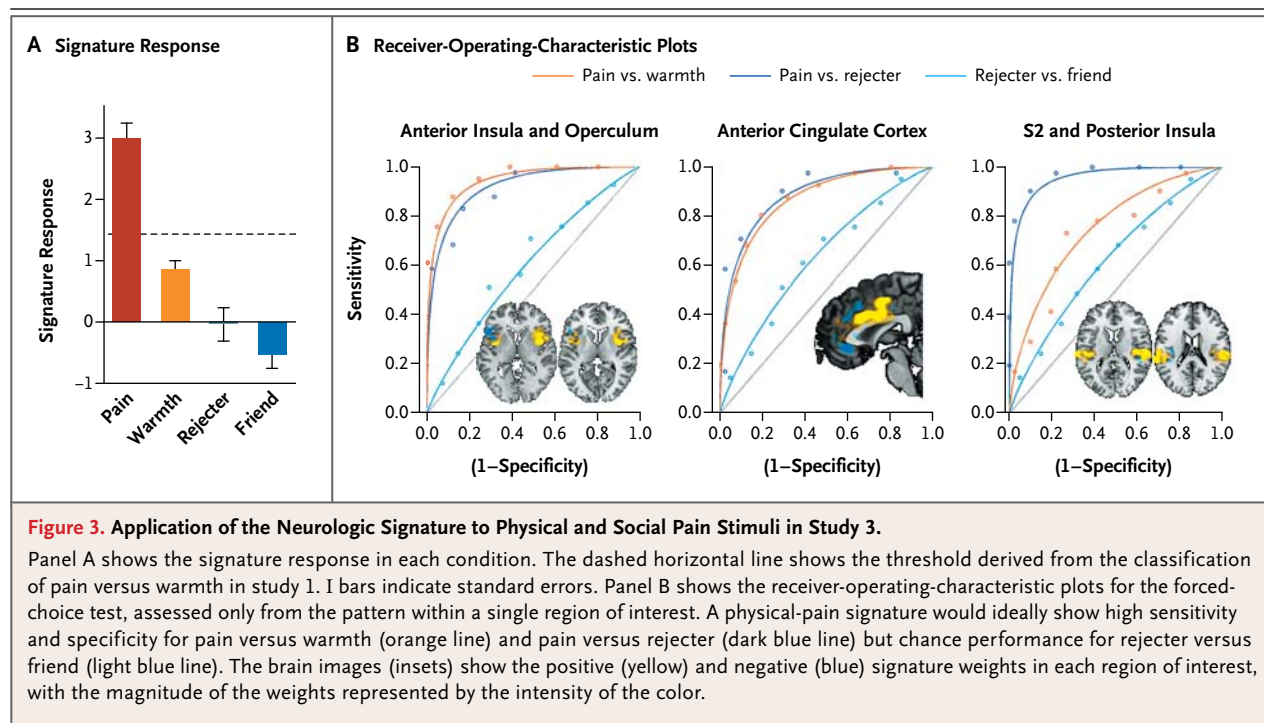 A Signature Response
Signature Response
3
2
1
0
−1
Pain
Warmth
Rejecter
Friend
B Receiver-Operating-Characteristic Plots
Pain vs. warmth
Pain vs. rejecter
Rejecter vs. friend
Anterior Insula and Operculum
Sensitivity
1.0
0.8
0.6
0.4
0.2
0.0
0.0 0.2 0.4 0.6 0.8 1.0
(1−Specificity)
Anterior Cingulate Cortex
1.0
0.8
0.6
0.4
0.2
0.0
0.0 0.2 0.4 0.6 0.8 1.0
(1−Specificity)
S2 and Posterior Insula
1.0
0.8
0.6
0.4
0.2
0.0
0.0 0.2 0.4 0.6 0.8 1.0
(1−Specificity)
Figure 3. Application of the Neurologic Signature to Physical and Social Pain Stimuli in Study 3.
Panel A shows the signature response in each condition. The dashed horizontal line shows the threshold derived from the classification
of pain versus warmth in study 1. I bars indicate standard errors. Panel B shows the receiver-operating-characteristic plots for the forced-
choice test, assessed only from the pattern within a single region of interest. A physical-pain signature would ideally show high sensitivity
and specificity for pain versus warmth (orange line) and pain versus rejecter (dark blue line) but chance performance for rejecter versus
friend (light blue line). The brain images (insets) show the positive (yellow) and negative (blue) signature weights in each region of interest,
with the magnitude of the weights represented by the intensity of the color.